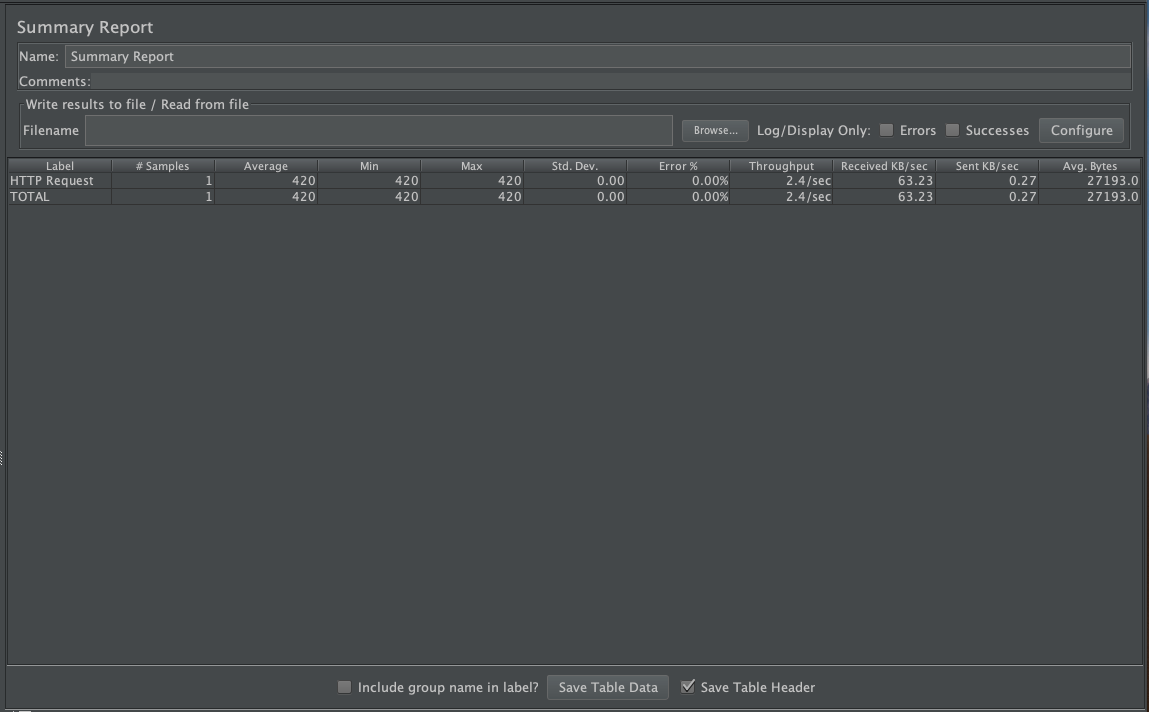 Summary Report
Name: Summary Report
Comments:
Write results to file / Read from file
Filename Browse... Log/Display Only: Errors Successes Configure
Label # Samples Average Min Max Std. Dev. Error % Throughput Received KB/sec Sent KB/sec Avg. Bytes
HTTP Request 1 420 420 420 0.00 0.00% 2.4/sec 63.23 0.27 27193.0
TOTAL 1 420 420 420 0.00 0.00% 2.4/sec 63.23 0.27 27193.0
Include group name in label? Save Table Data Save Table Header